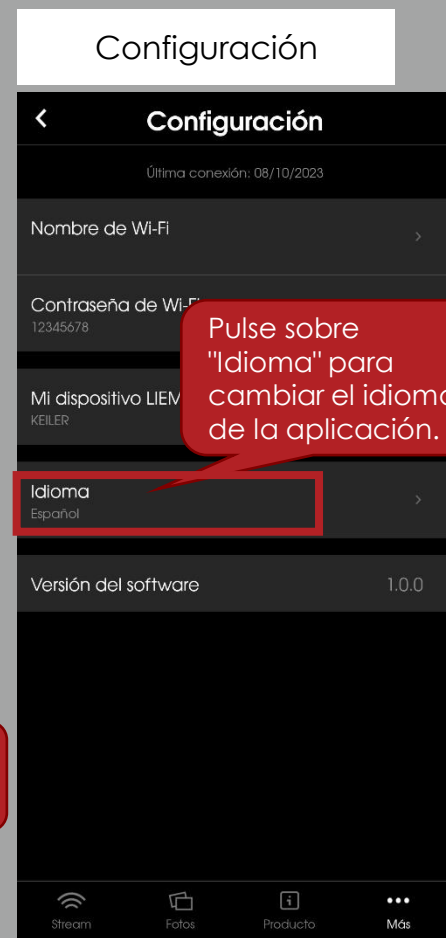 Configuración
Configuración
Última conexión: 08/10/2023
Nombre de Wi-Fi
Contraseña de Wi-Fi
12345678
Pulse sobre
"Idioma" para
cambiar el idioma
de la aplicación.
Mi dispositivo LIEM
KEILER
Idioma
Español
Versión del software 1.0.0
Stream Fotos Producto Más